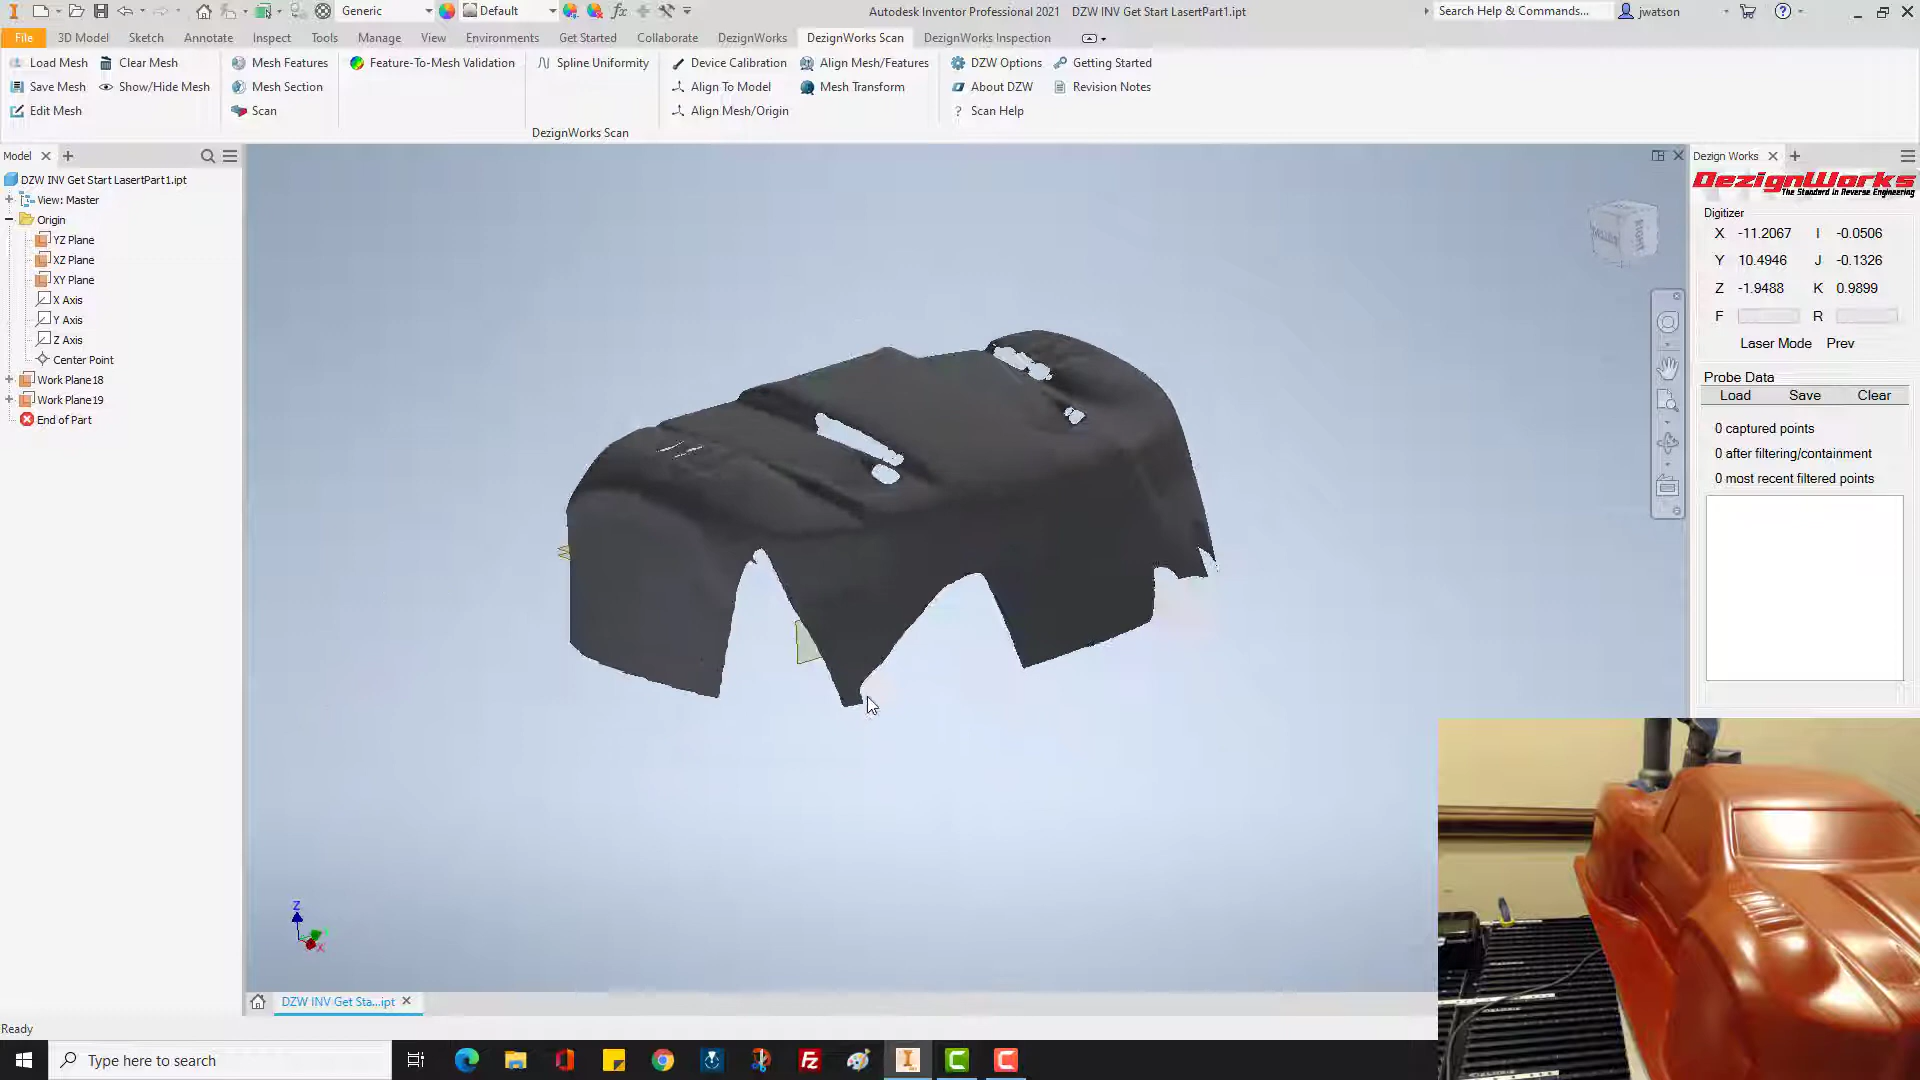 Generic
Default
fx
Autodesk Inventor Professional 2021 DZW INV Get Start LasertPart1.ipt
Search Help & Commands...
jwatson
File 3D Model Sketch Annotate Inspect Tools Manage View Environments Get Started Collaborate DezignWorks DezignWorks Scan DezignWorks Inspection
Load Mesh Clear Mesh Mesh Features Feature-To-Mesh Validation Spline Uniformity Device Calibration Align Mesh/Features DZW Options Getting Started
Save Mesh Show/Hide Mesh Mesh Section Align To Model Mesh Transform About DZW Revision Notes
Edit Mesh Scan Align Mesh/Origin Scan Help
DezignWorks Scan
Model
DZW INV Get Start LasertPart1.ipt
View: Master
Origin
YZ Plane
XZ Plane
XY Plane
X Axis
Y Axis
Z Axis
Center Point
Work Plane18
Work Plane19
End of Part
RIGHT
Z
X
Dezign Works
DezignWorks
The Standard in Reverse Engineering
Digitizer
X -11.2067 I -0.0506
Y 10.4946 J -0.1326
Z -1.9488 K 0.9899
F R
Laser Mode Prev
Probe Data
Load Save Clear
0 captured points
0 after filtering/containment
0 most recent filtered points
DZW INV Get Sta...ipt
Ready
Type here to search
Fz